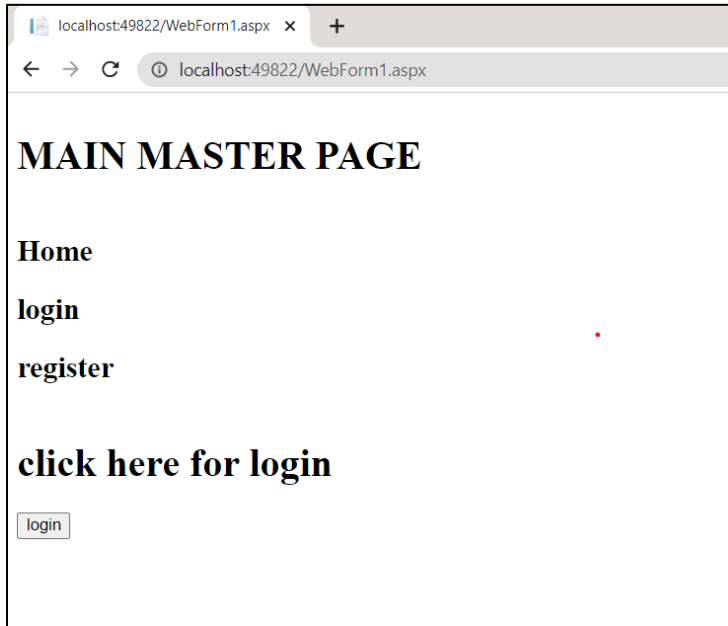 localhost:49822/WebForm1.aspx
localhost:49822/WebForm1.aspx
MAIN MASTER PAGE
Home
login
register
click here for login
login